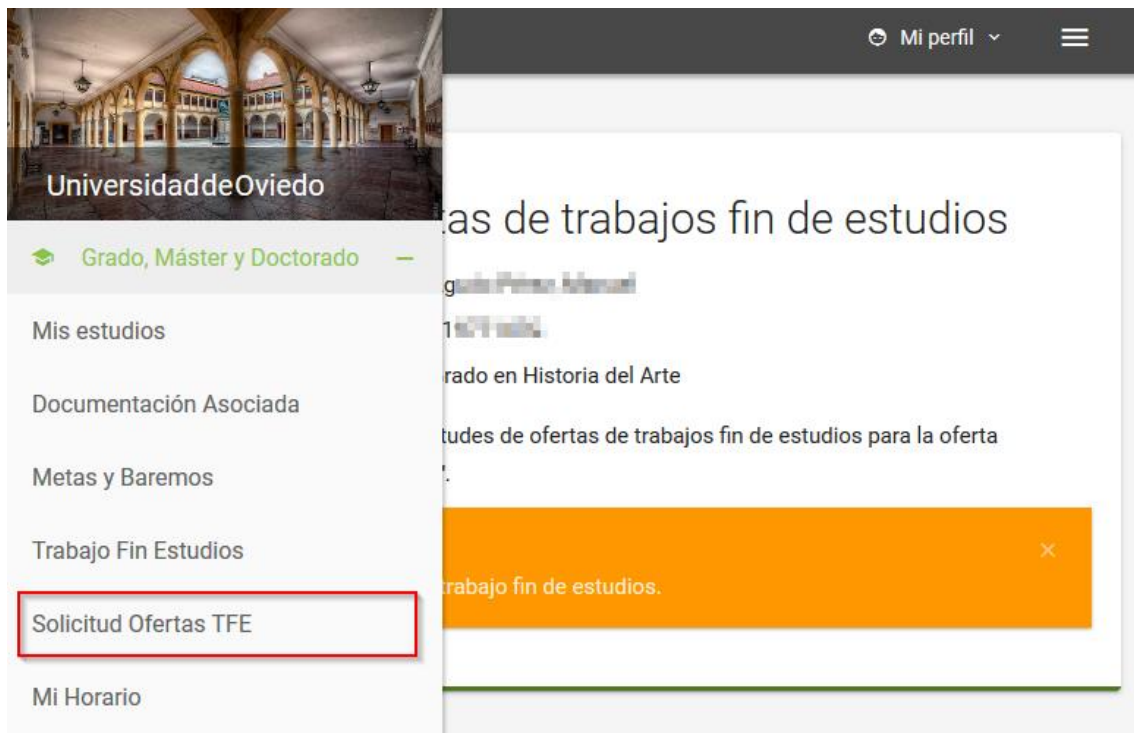 Mi perfil
UniversidaddeOviedo
Grado, Máster y Doctorado
Mis estudios
Documentación Asociada
Metas y Baremos
Trabajo Fin Estudios
Solicitud Ofertas TFE
Mi Horario
tas de trabajos fin de estudios
rado en Historia del Arte
tudes de ofertas de trabajos fin de estudios para la oferta
".
trabajo fin de estudios.